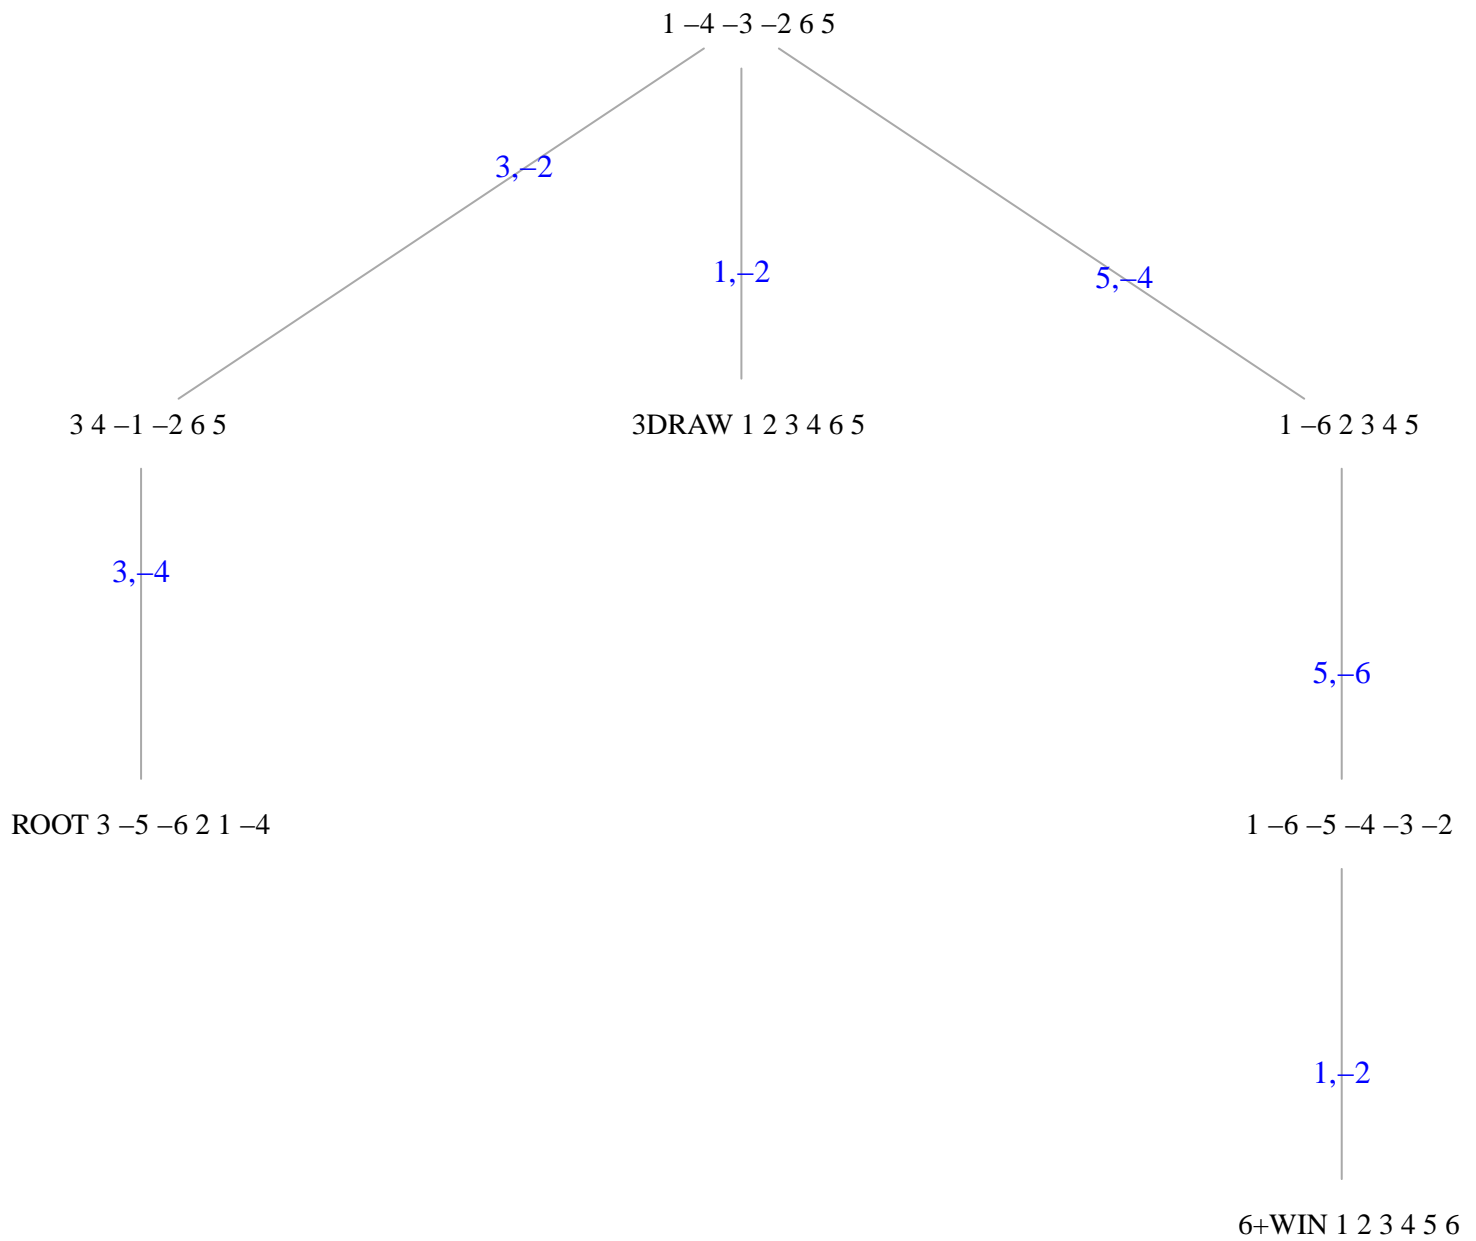 1 –4 –3 –2 6 5
3,–2
1,–2
5,–4
3 4 –1 –2 6 5
3DRAW 1 2 3 4 6 5
1 –6 2 3 4 5
3,–4
5,–6
ROOT 3 –5 –6 2 1 –4
1 –6 –5 –4 –3 –2
1,–2
6+WIN 1 2 3 4 5 6